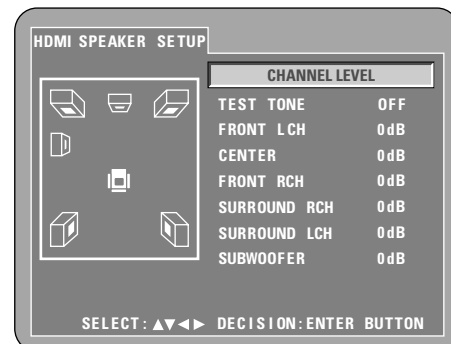 HDMI SPEAKER SETUP
CHANNEL LEVEL
TEST TONE OFF
FRONT LCH 0dB
CENTER 0dB
FRONT RCH 0dB
SURROUND RCH 0dB
SURROUND LCH 0dB
SUBWOOFER 0dB
SELECT:▲▼◀▶ DECISION:ENTER BUTTON